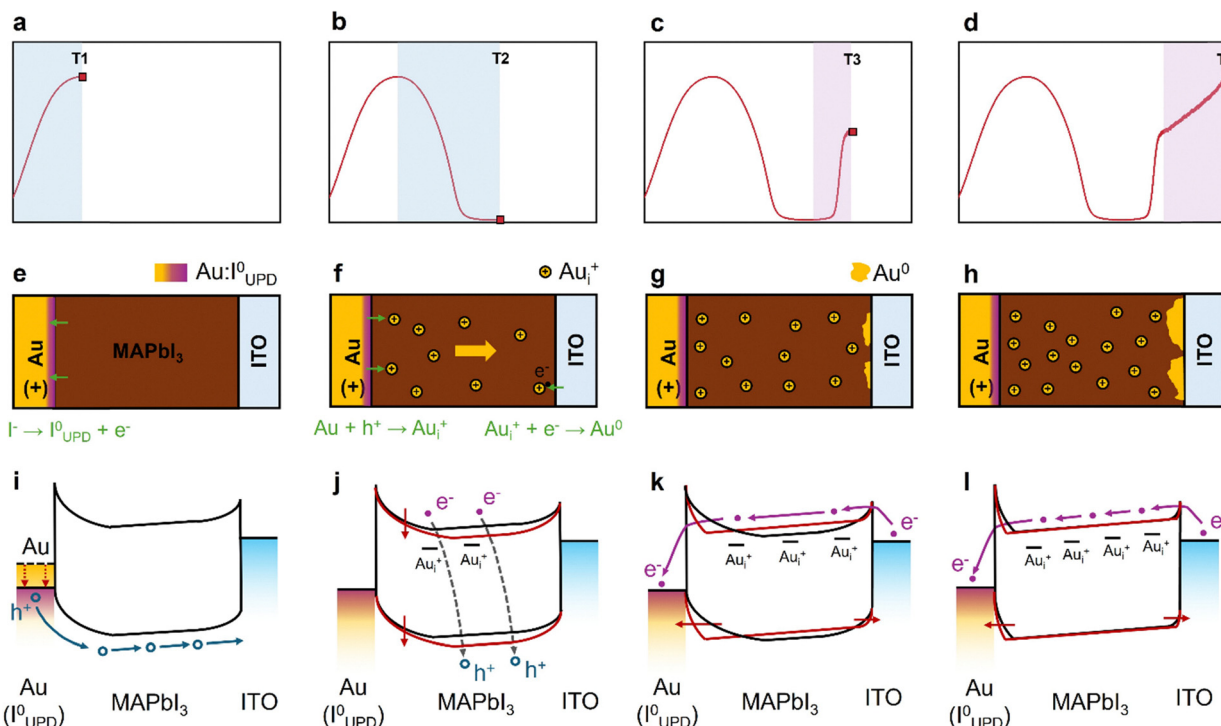 a b c d
T1 T2 T3 T
e f g h
Au:I⁰UPD Auᵢ⁺ Au⁰
Au (+) MAPbI₃ ITO Au (+) e⁻ ITO Au (+) ITO Au (+) ITO
I⁻ → I⁰UPD + e⁻ Au + h⁺ → Auᵢ⁺ Auᵢ⁺ + e⁻ → Au⁰
i j k l
e⁻ e⁻ e⁻ e⁻
Au Auᵢ⁺ Auᵢ⁺ Auᵢ⁺ Auᵢ⁺ Auᵢ⁺ Auᵢ⁺ Auᵢ⁺ Auᵢ⁺ Auᵢ⁺
h⁺ e⁻ e⁻
h⁺ h⁺
Au MAPbI₃ ITO Au MAPbI₃ ITO Au MAPbI₃ ITO Au MAPbI₃ ITO
(I⁰UPD) (I⁰UPD) (I⁰UPD) (I⁰UPD)